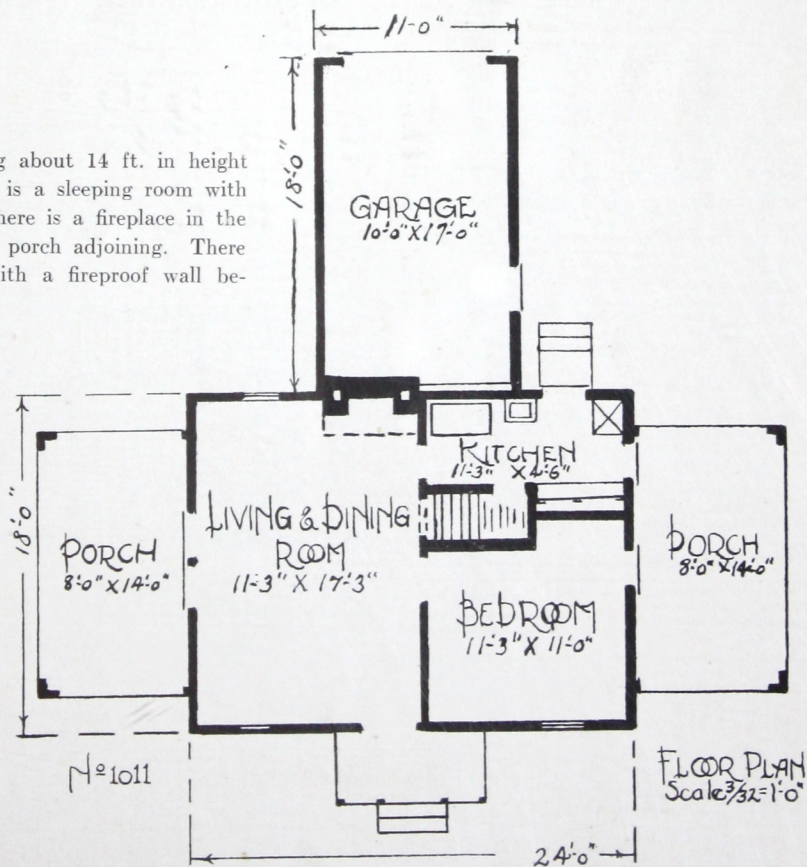 11'-0"
g about 14 ft. in height
is a sleeping room with
here is a fireplace in the
porch adjoining. There
ith a fireproof wall be-
18'-0"
GARAGE
10'-0" X 17'-0"
18'-0"
PORCH
8'-0" X 14'-0"
LIVING & DINING
ROOM
11'-3" X 17'-3"
KITCHEN
11'-3" X 4'-6"
BEDROOM
11'-3" X 11'-0"
PORCH
8'-0" X 14'-0"
Nº 1011
FLOOR PLAN
Scale 3/32=1'-0"
24'-0"